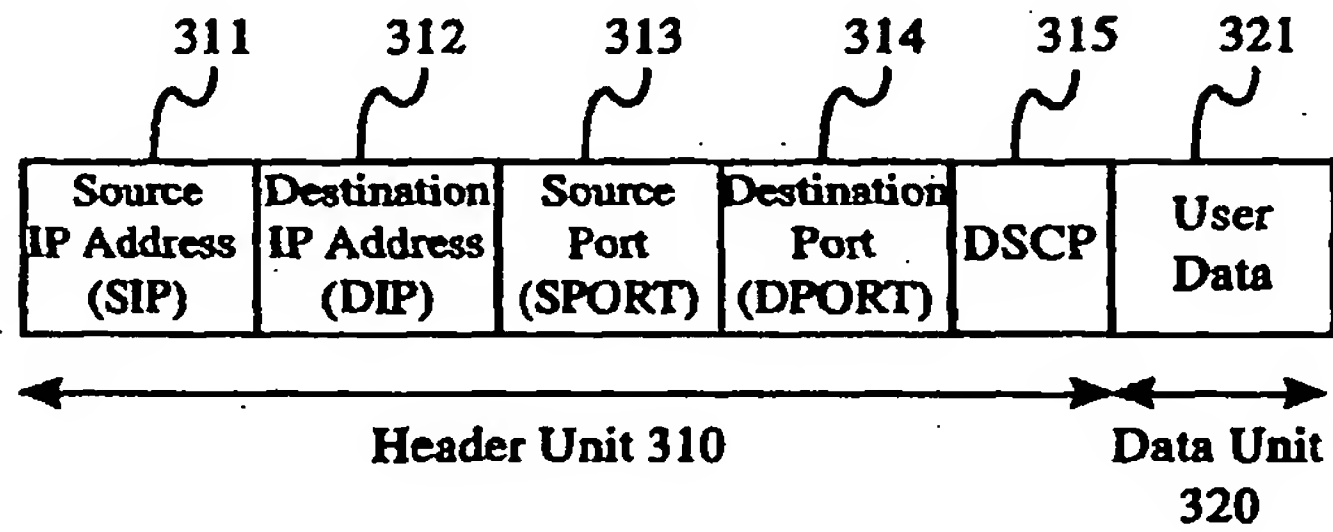 311 312 313 314 315 321
Source IP Address (SIP)
Destination IP Address (DIP)
Source Port (SPORT)
Destination Port (DPORT)
DSCP
User Data
Header Unit 310
Data Unit 320